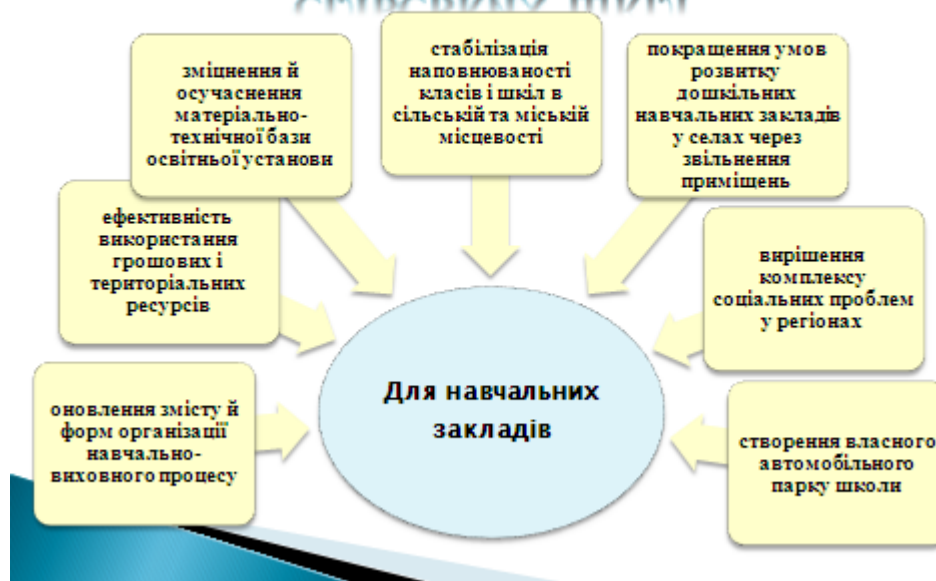 зміцнення й
осучаснення
матеріально-
технічної бази
освітньої установи
стабілізація
наповнюваності
класів і шкіл в
сільській та міській
місцевості
покращення умов
розвитку
дошкільних
навчальних закладів
у селах через
звільнення
приміщень
ефективність
використання
грошових і
територіальних
ресурсів
вирішення
комплексу
соціальних проблем
у регіонах
оновлення змісту й
форм організації
навчально-
виховного процесу
Для навчальних
закладів
створення власного
автомобільного
парку школи